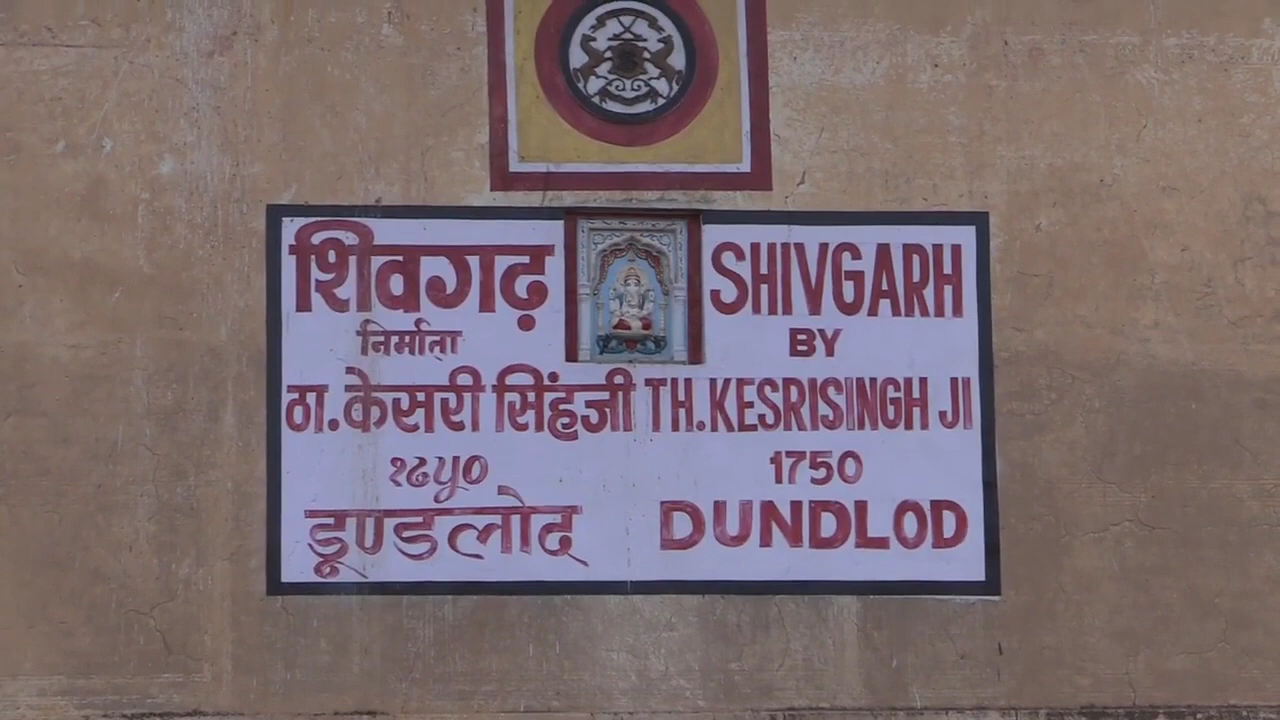 शिवगढ़
निर्माता
ठा. केसरी सिंहजी
१७५०
डूण्डलोद
SHIVGARH
BY
TH. KESRISINGH JI
1750
DUNDLOD